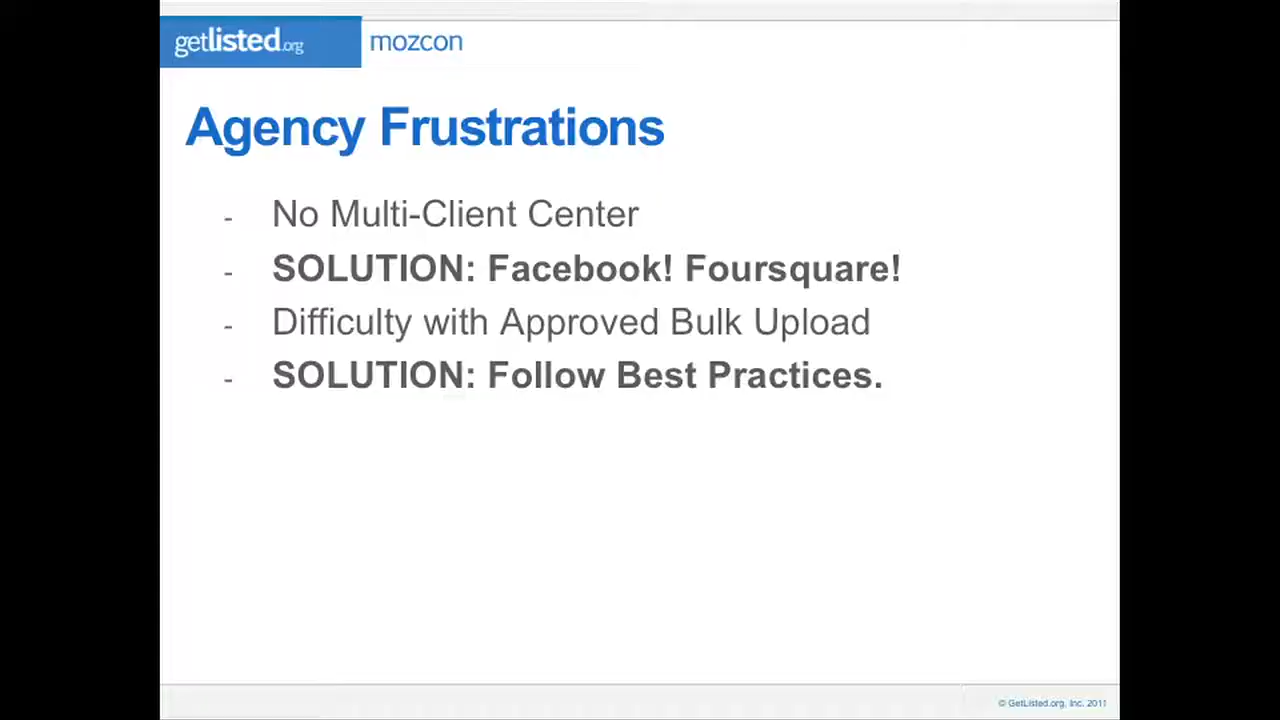 getlisted.org mozcon
Agency Frustrations
- No Multi-Client Center
- SOLUTION: Facebook! Foursquare!
- Difficulty with Approved Bulk Upload
- SOLUTION: Follow Best Practices.
© GetListed.org, Inc. 2011